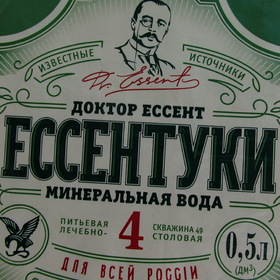 ИЗВЕСТНЫЕ ИСТОЧНИКИ
Dr. Essent
ДОКТОР ЕССЕНТ
ЕССЕНТУКИ
МИНЕРАЛЬНАЯ ВОДА
ПИТЬЕВАЯ ЛЕЧЕБНО- 4 СКВАЖИНА 49 СТОЛОВАЯ
0,5л (ДМ³)
ДЛЯ ВСЕЙ РОССИИ